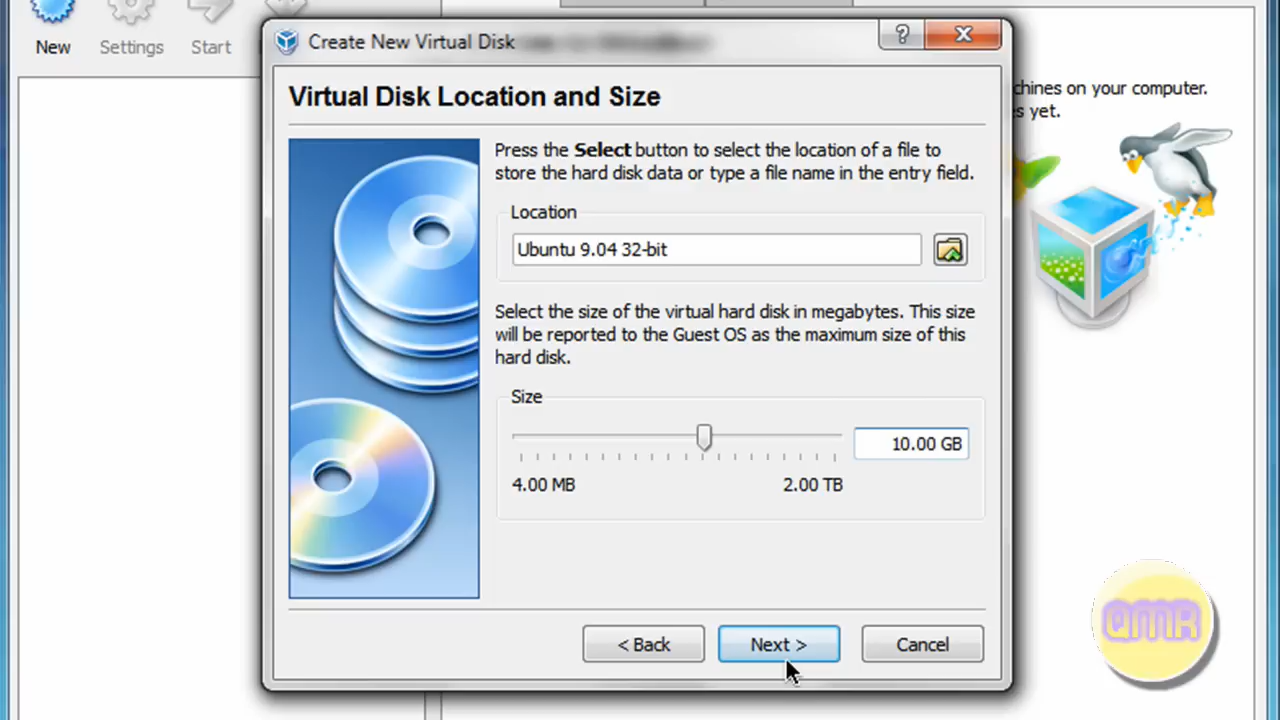 New
Settings
Start
Create New Virtual Disk
Virtual Disk Location and Size
chines on your computer.
s yet.
Press the Select button to select the location of a file to
store the hard disk data or type a file name in the entry field.
Location
Ubuntu 9.04 32-bit
Select the size of the virtual hard disk in megabytes. This size
will be reported to the Guest OS as the maximum size of this
hard disk.
Size
10.00 GB
4.00 MB
2.00 TB
< Back
Next >
Cancel
QMR